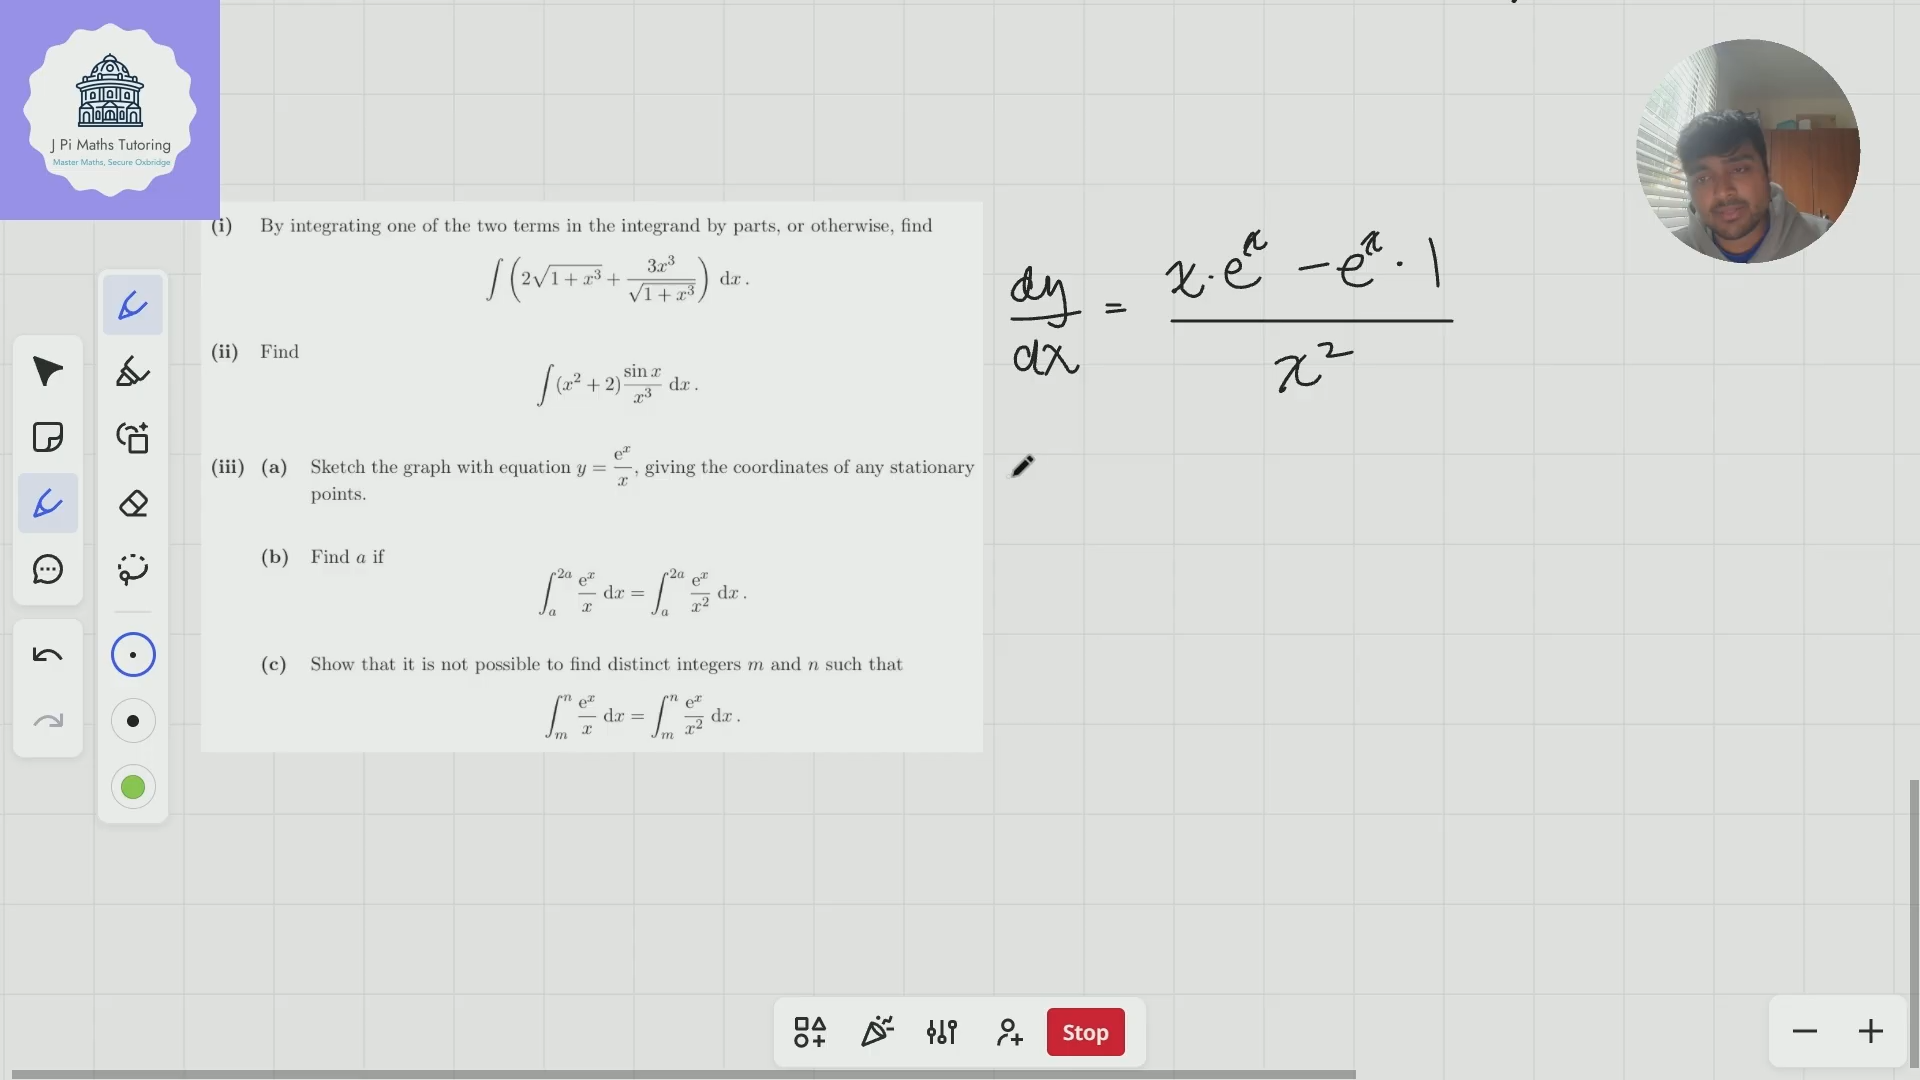 J Pi Maths Tutoring
Master Maths, Secure Oxbridge
(i) By integrating one of the two terms in the integrand by parts, or otherwise, find
∫ (2√(1 + x³) + 3x³/√(1 + x³)) dx .
(ii) Find
∫ (x² + 2) sin x/x³ dx .
(iii) (a) Sketch the graph with equation y = eˣ/x, giving the coordinates of any stationary
points.
(b) Find a if
∫ₐ²ᵃ eˣ/x dx = ∫ₐ²ᵃ eˣ/x² dx .
(c) Show that it is not possible to find distinct integers m and n such that
∫ₘⁿ eˣ/x dx = ∫ₘⁿ eˣ/x² dx .
dy/dx = (x · eˣ − eˣ · 1)/x²
Stop